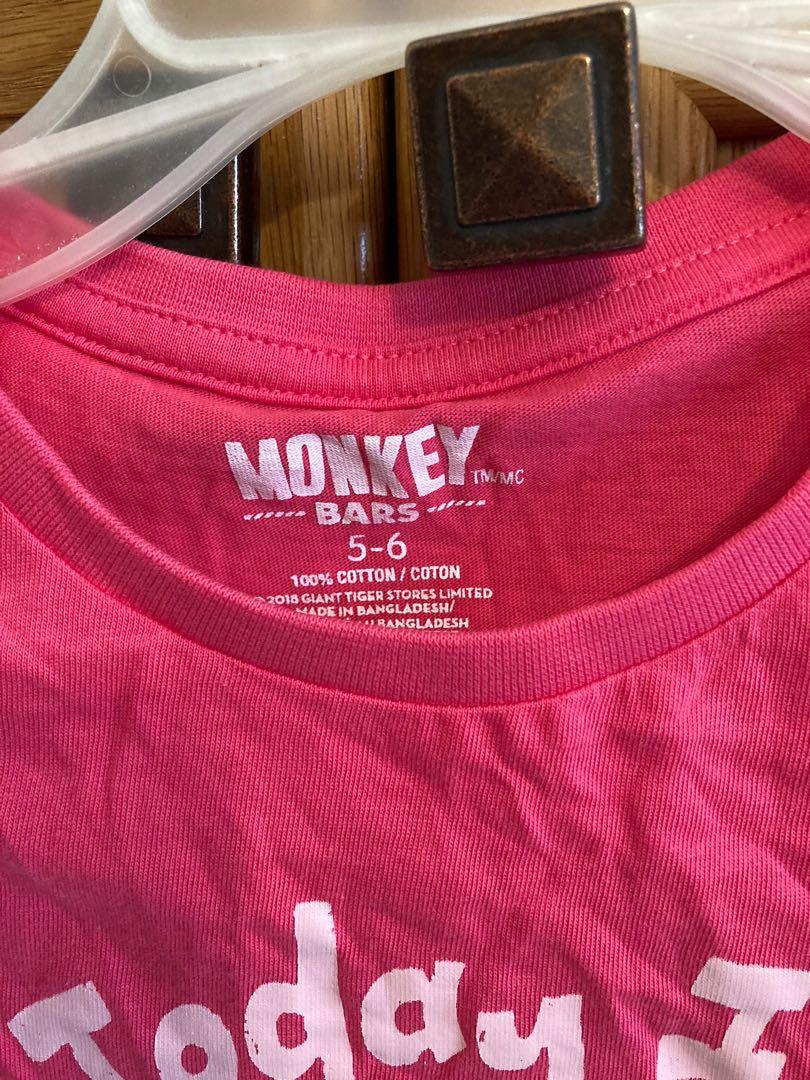 MONKEY TM/MC
BARS
5-6
100% COTTON / COTON
©2018 GIANT TIGER STORES LIMITED
MADE IN BANGLADESH/
BANGLADESH
Today I